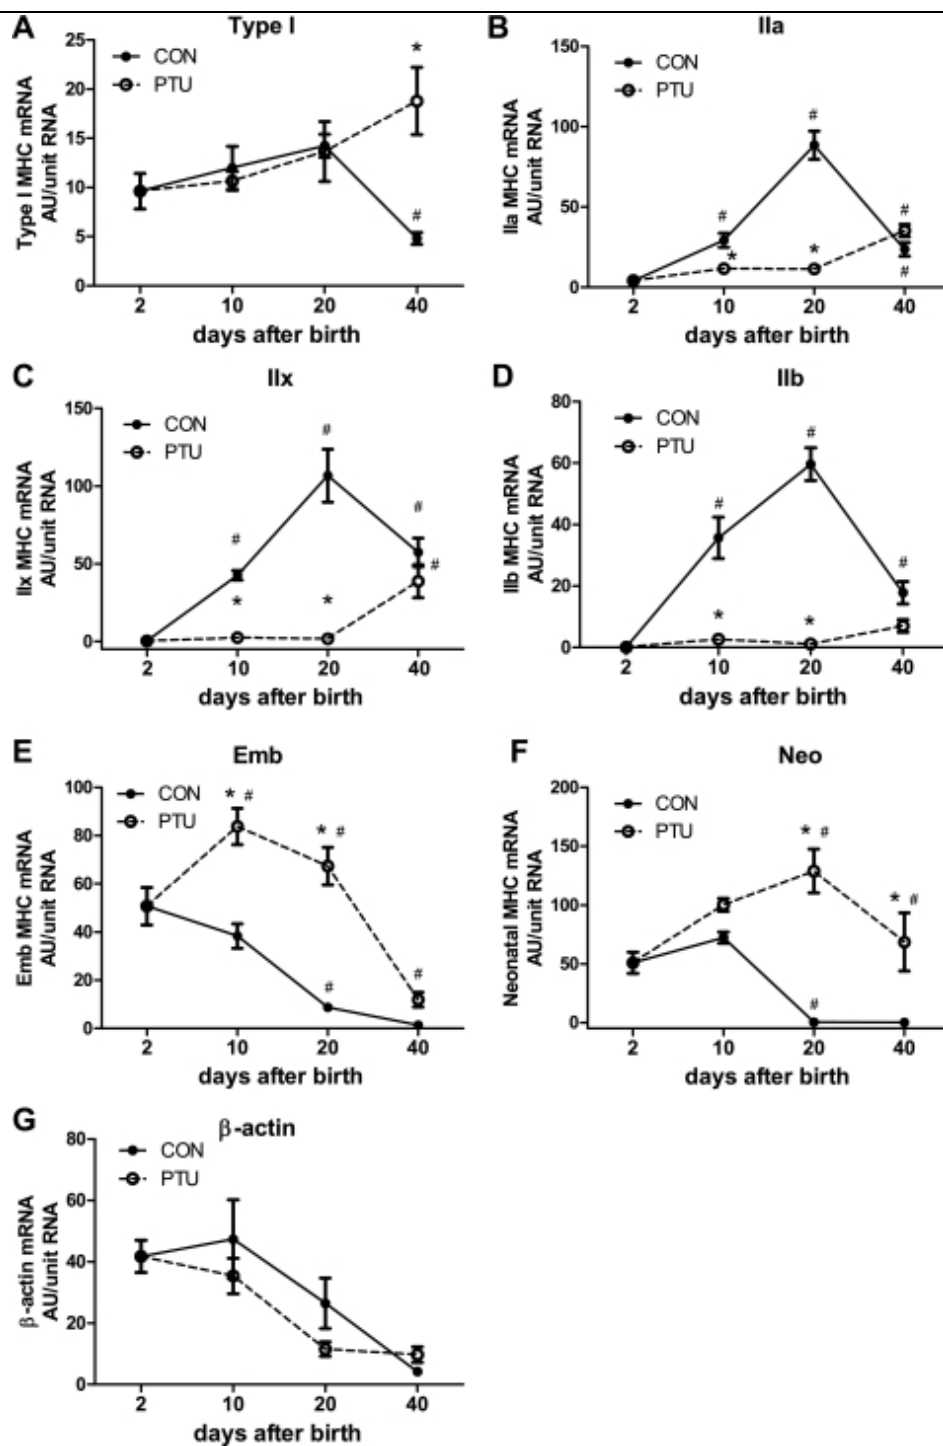 A
Type I
Type I MHC mRNA
AU/unit RNA
25
20
15
10
5
0
CON
PTU
*
#
2 10 20 40
days after birth
B
IIa
IIa MHC mRNA
AU/unit RNA
150
100
50
0
CON
PTU
#
#
*
*
#
#
2 10 20 40
days after birth
C
IIx
IIx MHC mRNA
AU/unit RNA
150
100
50
0
CON
PTU
#
#
#
#
*
*
2 10 20 40
days after birth
D
IIb
IIb MHC mRNA
AU/unit RNA
80
60
40
20
0
CON
PTU
#
#
#
*
*
2 10 20 40
days after birth
E
Emb
Emb MHC mRNA
AU/unit RNA
100
80
60
40
20
0
CON
PTU
* #
* #
#
#
2 10 20 40
days after birth
F
Neo
Neonatal MHC mRNA
AU/unit RNA
200
150
100
50
0
CON
PTU
* #
* #
#
2 10 20 40
days after birth
G
β-actin
β-actin mRNA
AU/unit RNA
80
60
40
20
0
CON
PTU
2 10 20 40
days after birth